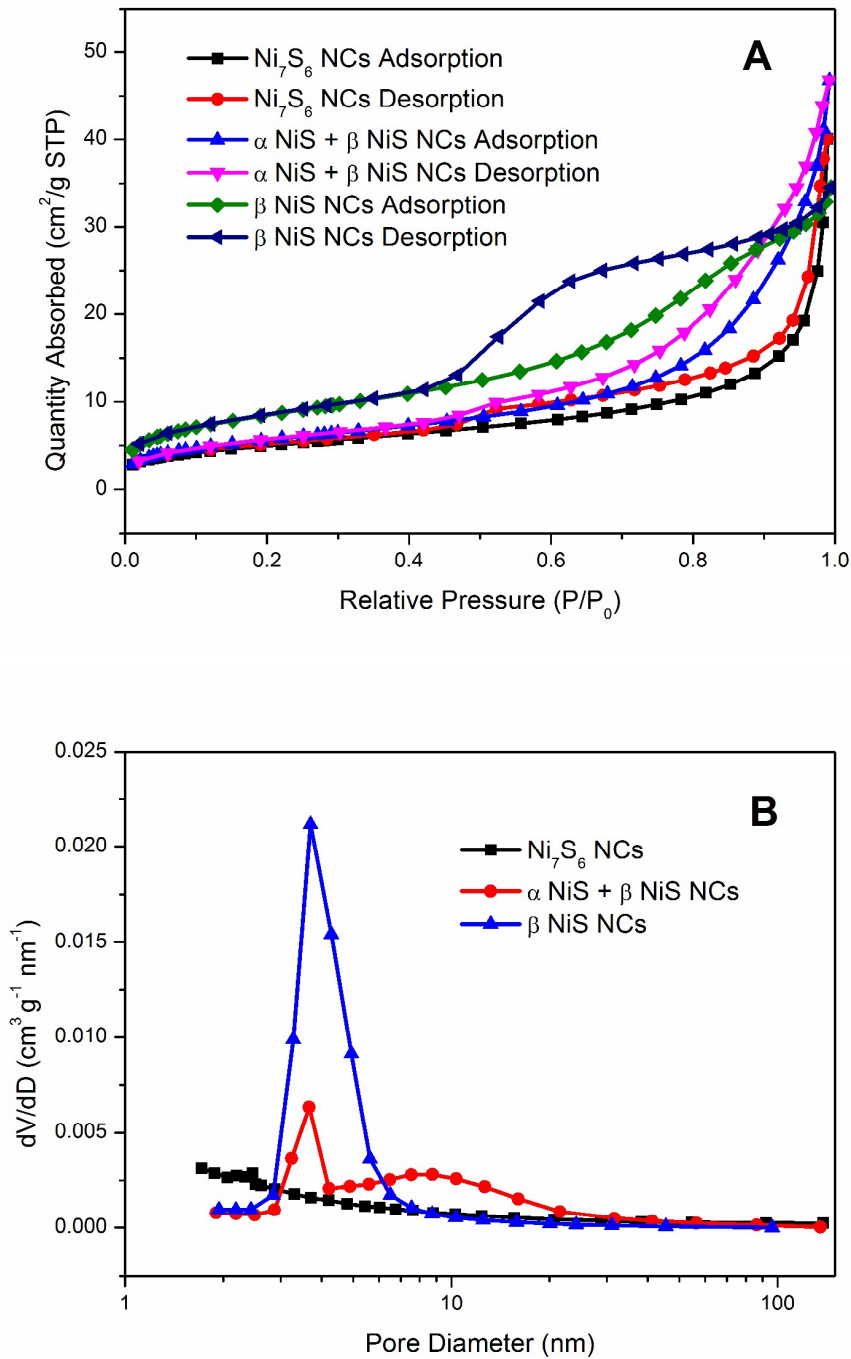 A
Ni₇S₆ NCs Adsorption
Ni₇S₆ NCs Desorption
α NiS + β NiS NCs Adsorption
α NiS + β NiS NCs Desorption
β NiS NCs Adsorption
β NiS NCs Desorption
Quantity Absorbed (cm²/g STP)
50
40
30
20
10
0
0.0 0.2 0.4 0.6 0.8 1.0
Relative Pressure (P/P₀)
B
Ni₇S₆ NCs
α NiS + β NiS NCs
β NiS NCs
dV/dD (cm³ g⁻¹ nm⁻¹)
0.025
0.020
0.015
0.010
0.005
0.000
1 10 100
Pore Diameter (nm)